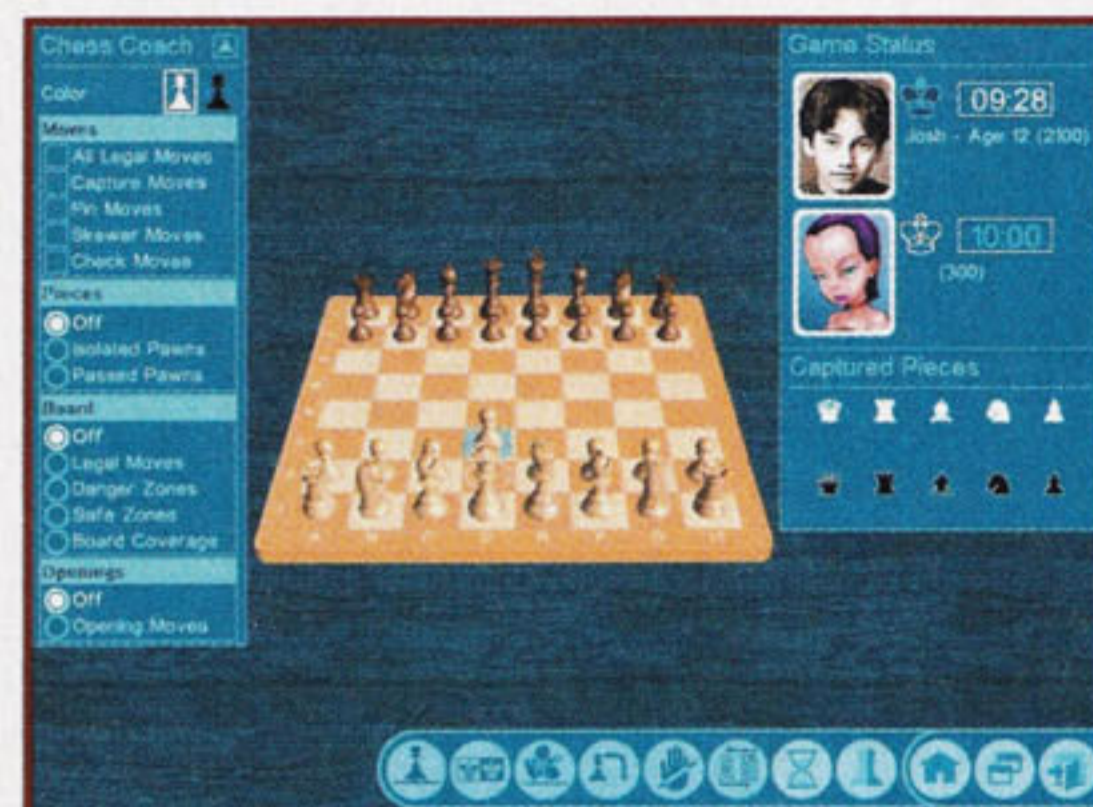 Chess Coach
Color
Moves
All Legal Moves
Capture Moves
Pin Moves
Skewer Moves
Check Moves
Pieces
Off
Isolated Pawns
Passed Pawns
Board
Off
Legal Moves
Danger Zones
Safe Zones
Board Coverage
Openings
Off
Opening Moves
Game Status
09:28
Josh - Age 12 (2100)
10:00
(300)
Captured Pieces
A B C D E F G H